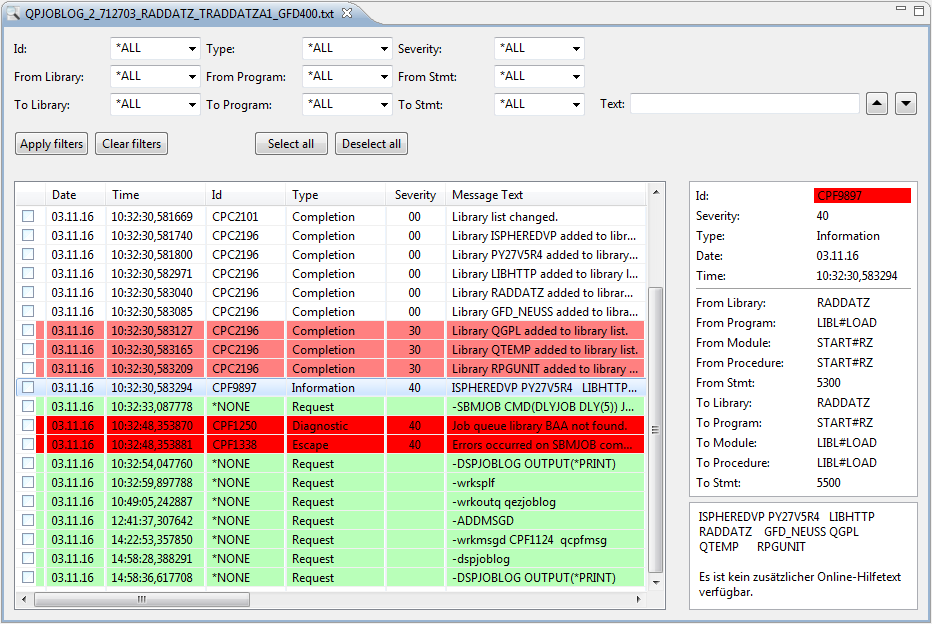 QPJOBLOG_2_712703_RADDATZ_TRADDATZA1_GFD400.txt
Id: *ALL Type: *ALL Severity: *ALL
From Library: *ALL From Program: *ALL From Stmt: *ALL
To Library: *ALL To Program: *ALL To Stmt: *ALL Text:
Apply filters Clear filters Select all Deselect all
Date Time Id Type Severity Message Text
03.11.16 10:32:30,581669 CPC2101 Completion 00 Library list changed.
03.11.16 10:32:30,581740 CPC2196 Completion 00 Library ISPHEREDVP added to libr...
03.11.16 10:32:30,581800 CPC2196 Completion 00 Library PY27V5R4 added to library...
03.11.16 10:32:30,582971 CPC2196 Completion 00 Library LIBHTTP added to library l...
03.11.16 10:32:30,583040 CPC2196 Completion 00 Library RADDATZ added to librar...
03.11.16 10:32:30,583085 CPC2196 Completion 00 Library GFD_NEUSS added to libra...
03.11.16 10:32:30,583127 CPC2196 Completion 30 Library QGPL added to library list.
03.11.16 10:32:30,583165 CPC2196 Completion 30 Library QTEMP added to library list.
03.11.16 10:32:30,583209 CPC2196 Completion 30 Library RPGUNIT added to library l...
03.11.16 10:32:30,583294 CPF9897 Information 40 ISPHEREDVP PY27V5R4 LIBHTTP...
03.11.16 10:32:33,087778 *NONE Request -SBMJOB CMD(DLYJOB DLY(5)) J...
03.11.16 10:32:48,353870 CPF1250 Diagnostic 40 Job queue library BAA not found.
03.11.16 10:32:48,353881 CPF1338 Escape 40 Errors occurred on SBMJOB com...
03.11.16 10:32:54,047760 *NONE Request -DSPJOBLOG OUTPUT(*PRINT)
03.11.16 10:32:59,897788 *NONE Request -wrksplf
03.11.16 10:49:05,242887 *NONE Request -wrkoutq qezjoblog
03.11.16 12:41:37,307642 *NONE Request -ADDMSGD
03.11.16 14:22:53,357850 *NONE Request -wrkmsgd CPF1124 qcpfmsg
03.11.16 14:58:28,388291 *NONE Request -dspjoblog
03.11.16 14:58:36,617708 *NONE Request -DSPJOBLOG OUTPUT(*PRINT)
Id: CPF9897
Severity: 40
Type: Information
Date: 03.11.16
Time: 10:32:30,583294
From Library: RADDATZ
From Program: LIBL#LOAD
From Module: START#RZ
From Procedure: START#RZ
From Stmt: 5300
To Library: RADDATZ
To Program: START#RZ
To Module: LIBL#LOAD
To Procedure: LIBL#LOAD
To Stmt: 5500
ISPHEREDVP PY27V5R4 LIBHTTP
RADDATZ GFD_NEUSS QGPL
QTEMP RPGUNIT
Es ist kein zusätzlicher Online-Hilfetext
verfügbar.